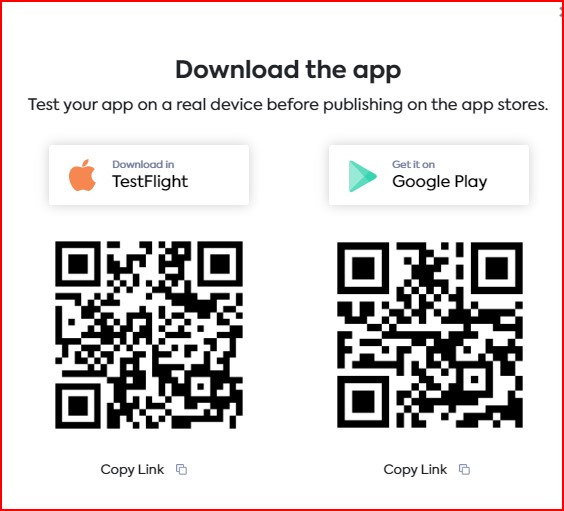 Download the app
Test your app on a real device before publishing on the app stores.
Download in
TestFlight
Get it on
Google Play
Copy Link
Copy Link